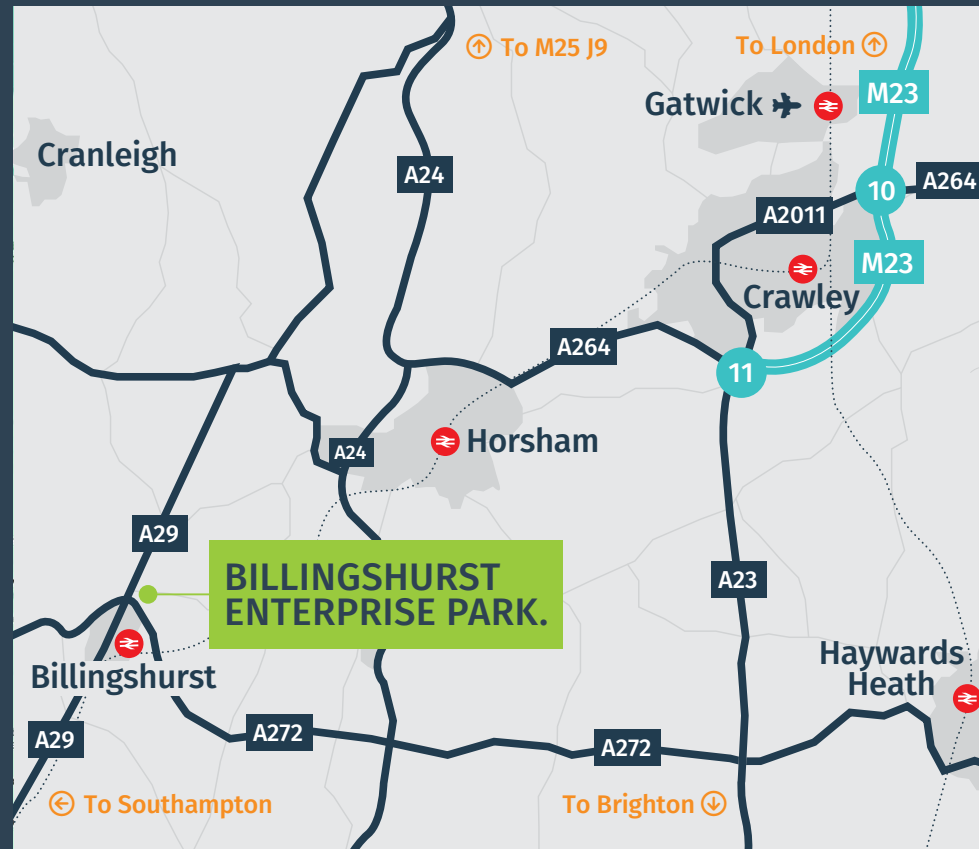 To M25 J9
To London
Gatwick
M23
Cranleigh
A24
10
A264
A2011
M23
Crawley
A264
11
A24
Horsham
A29
BILLINGSHURST
ENTERPRISE PARK.
A23
Billingshurst
Haywards
Heath
A29
A272
A272
To Southampton
To Brighton